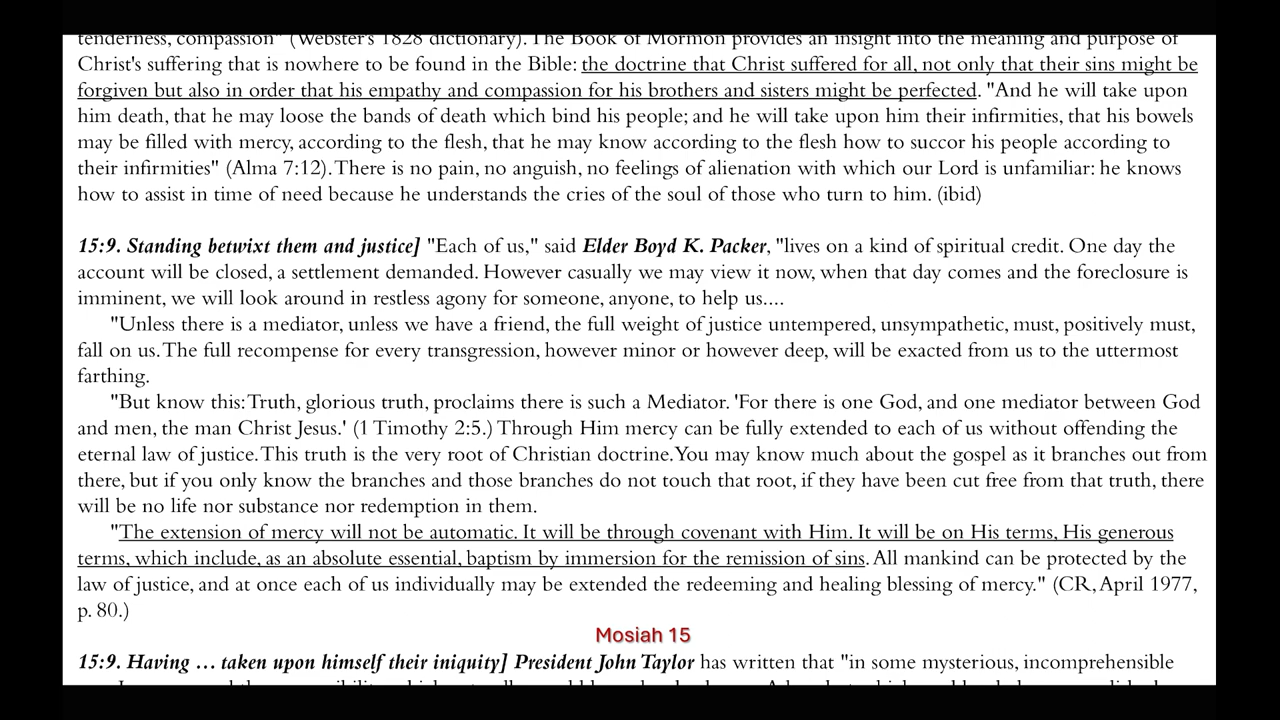 tenderness, compassion" (Webster's 1828 dictionary). The Book of Mormon provides an insight into the meaning and purpose of
Christ's suffering that is nowhere to be found in the Bible: the doctrine that Christ suffered for all, not only that their sins might be
forgiven but also in order that his empathy and compassion for his brothers and sisters might be perfected. "And he will take upon
him death, that he may loose the bands of death which bind his people; and he will take upon him their infirmities, that his bowels
may be filled with mercy, according to the flesh, that he may know according to the flesh how to succor his people according to
their infirmities" (Alma 7:12). There is no pain, no anguish, no feelings of alienation with which our Lord is unfamiliar: he knows
how to assist in time of need because he understands the cries of the soul of those who turn to him. (ibid)
15:9. Standing betwixt them and justice] "Each of us," said Elder Boyd K. Packer, "lives on a kind of spiritual credit. One day the
account will be closed, a settlement demanded. However casually we may view it now, when that day comes and the foreclosure is
imminent, we will look around in restless agony for someone, anyone, to help us....
"Unless there is a mediator, unless we have a friend, the full weight of justice untempered, unsympathetic, must, positively must,
fall on us. The full recompense for every transgression, however minor or however deep, will be exacted from us to the uttermost
farthing.
"But know this: Truth, glorious truth, proclaims there is such a Mediator. 'For there is one God, and one mediator between God
and men, the man Christ Jesus.' (1 Timothy 2:5.) Through Him mercy can be fully extended to each of us without offending the
eternal law of justice. This truth is the very root of Christian doctrine. You may know much about the gospel as it branches out from
there, but if you only know the branches and those branches do not touch that root, if they have been cut free from that truth, there
will be no life nor substance nor redemption in them.
"The extension of mercy will not be automatic. It will be through covenant with Him. It will be on His terms, His generous
terms, which include, as an absolute essential, baptism by immersion for the remission of sins. All mankind can be protected by the
law of justice, and at once each of us individually may be extended the redeeming and healing blessing of mercy." (CR, April 1977,
p. 80.)
Mosiah 15
15:9. Having … taken upon himself their iniquity] President John Taylor has written that "in some mysterious, incomprehensible